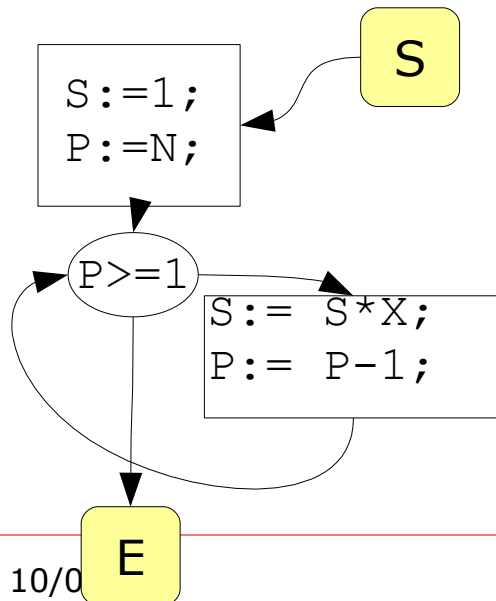 S
S:=1;
P:=N;
P>=1
S:= S*X;
P:= P-1;
E
10/0